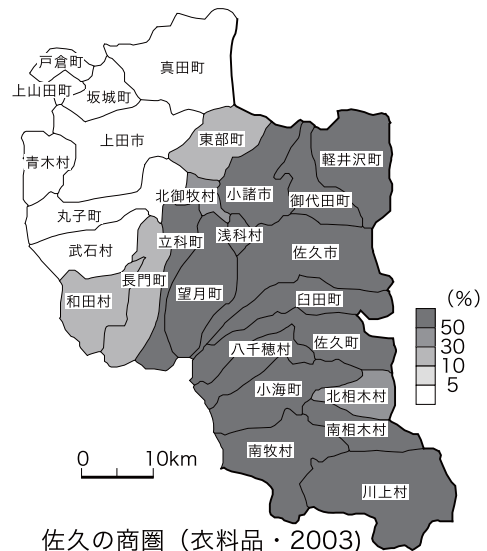 戸倉町
真田町
上山田町
坂城町
東部町
上田市
軽井沢町
青木村
北御牧村
小諸市
御代田町
丸子町
浅科村
立科町
武石村
佐久市
長門町
望月町
和田村
臼田町
(%)
50
30
10
5
佐久町
八千穂村
小海町
北相木村
南相木村
南牧村
川上村
0 10km
佐久の商圏（衣料品・2003)